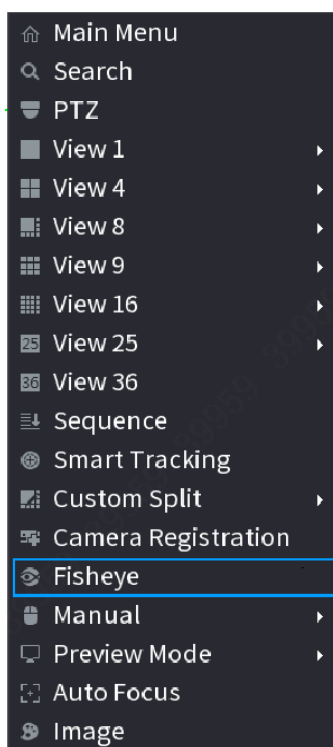 Main Menu
Search
PTZ
View 1
View 4
View 8
View 9
View 16
25 View 25
36 View 36
Sequence
Smart Tracking
Custom Split
Camera Registration
Fisheye
Manual
Preview Mode
Auto Focus
Image